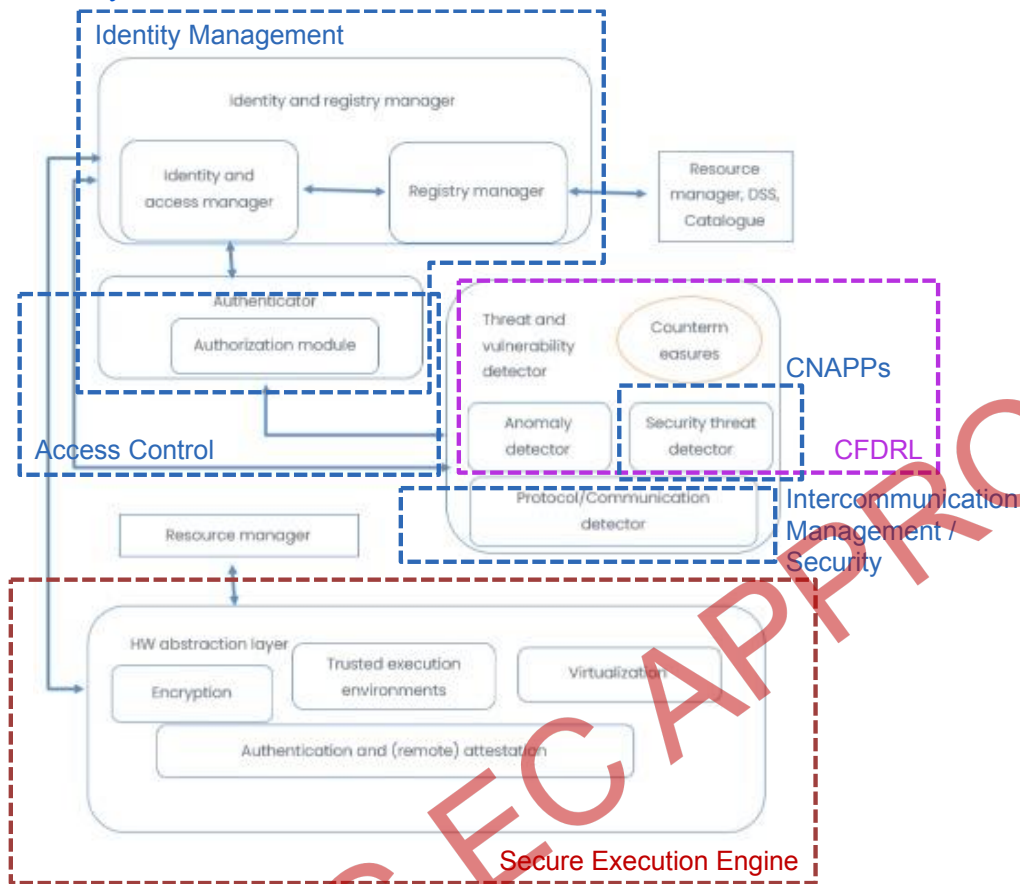 Identity Management
Identity and registry manager
Identity and
access manager
Registry manager
Resource
manager, DSS,
Catalogue
Authenticator
Authorization module
Threat and
vulnerability
detector
Counterm
easures
CNAPPs
Anomaly
detector
Security threat
detector
Access Control
CFDRL
Protocol/Communication
detector
Intercommunication
Management /
Security
Resource manager
HW abstraction layer
Trusted execution
environments
Virtualization
Encryption
Authentication and (remote) attestation
Secure Execution Engine
EC APPRO